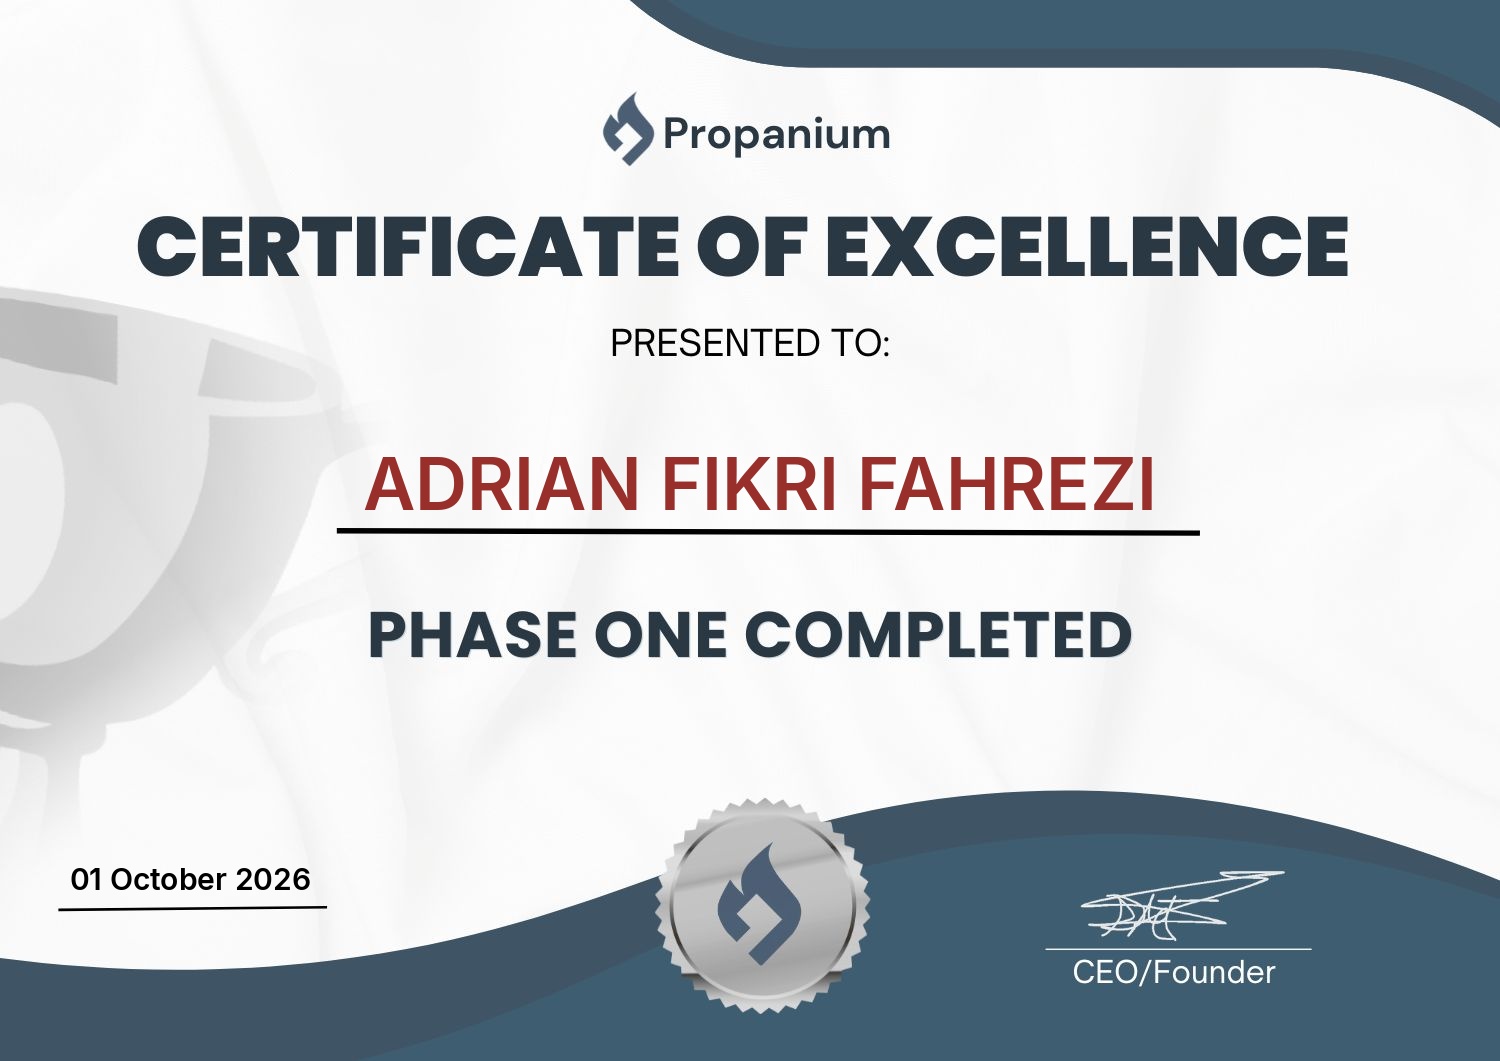 Propanium
CERTIFICATE OF EXCELLENCE
PRESENTED TO:
ADRIAN FIKRI FAHREZI
PHASE ONE COMPLETED
01 October 2026
CEO/Founder